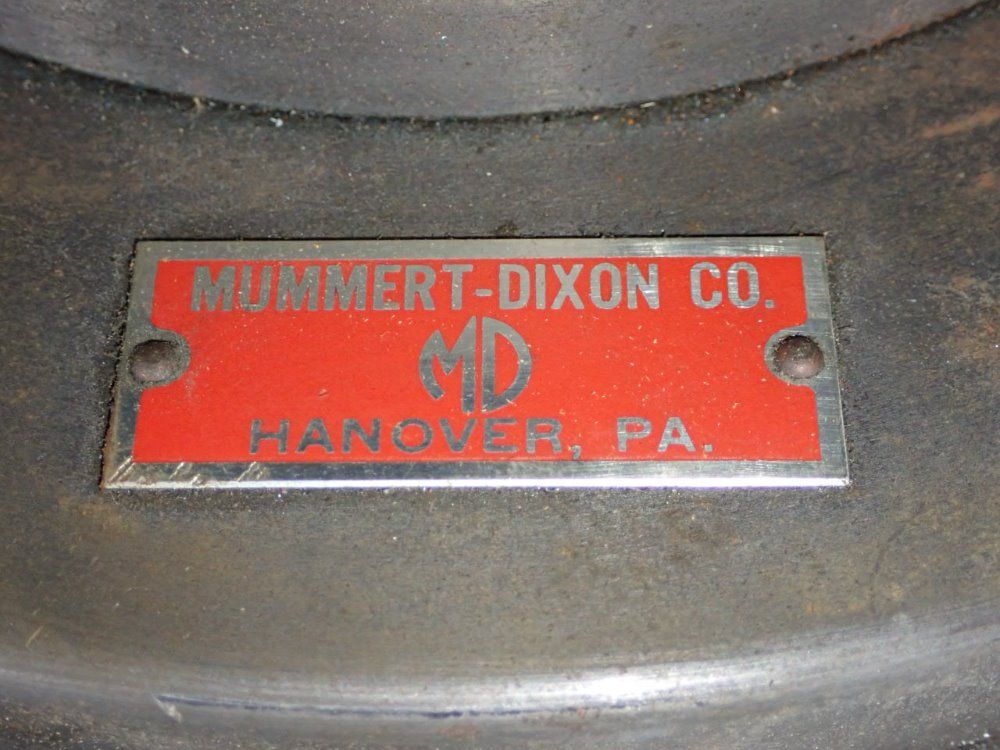 MUMMERT-DIXON CO.
MD
HANOVER, PA.